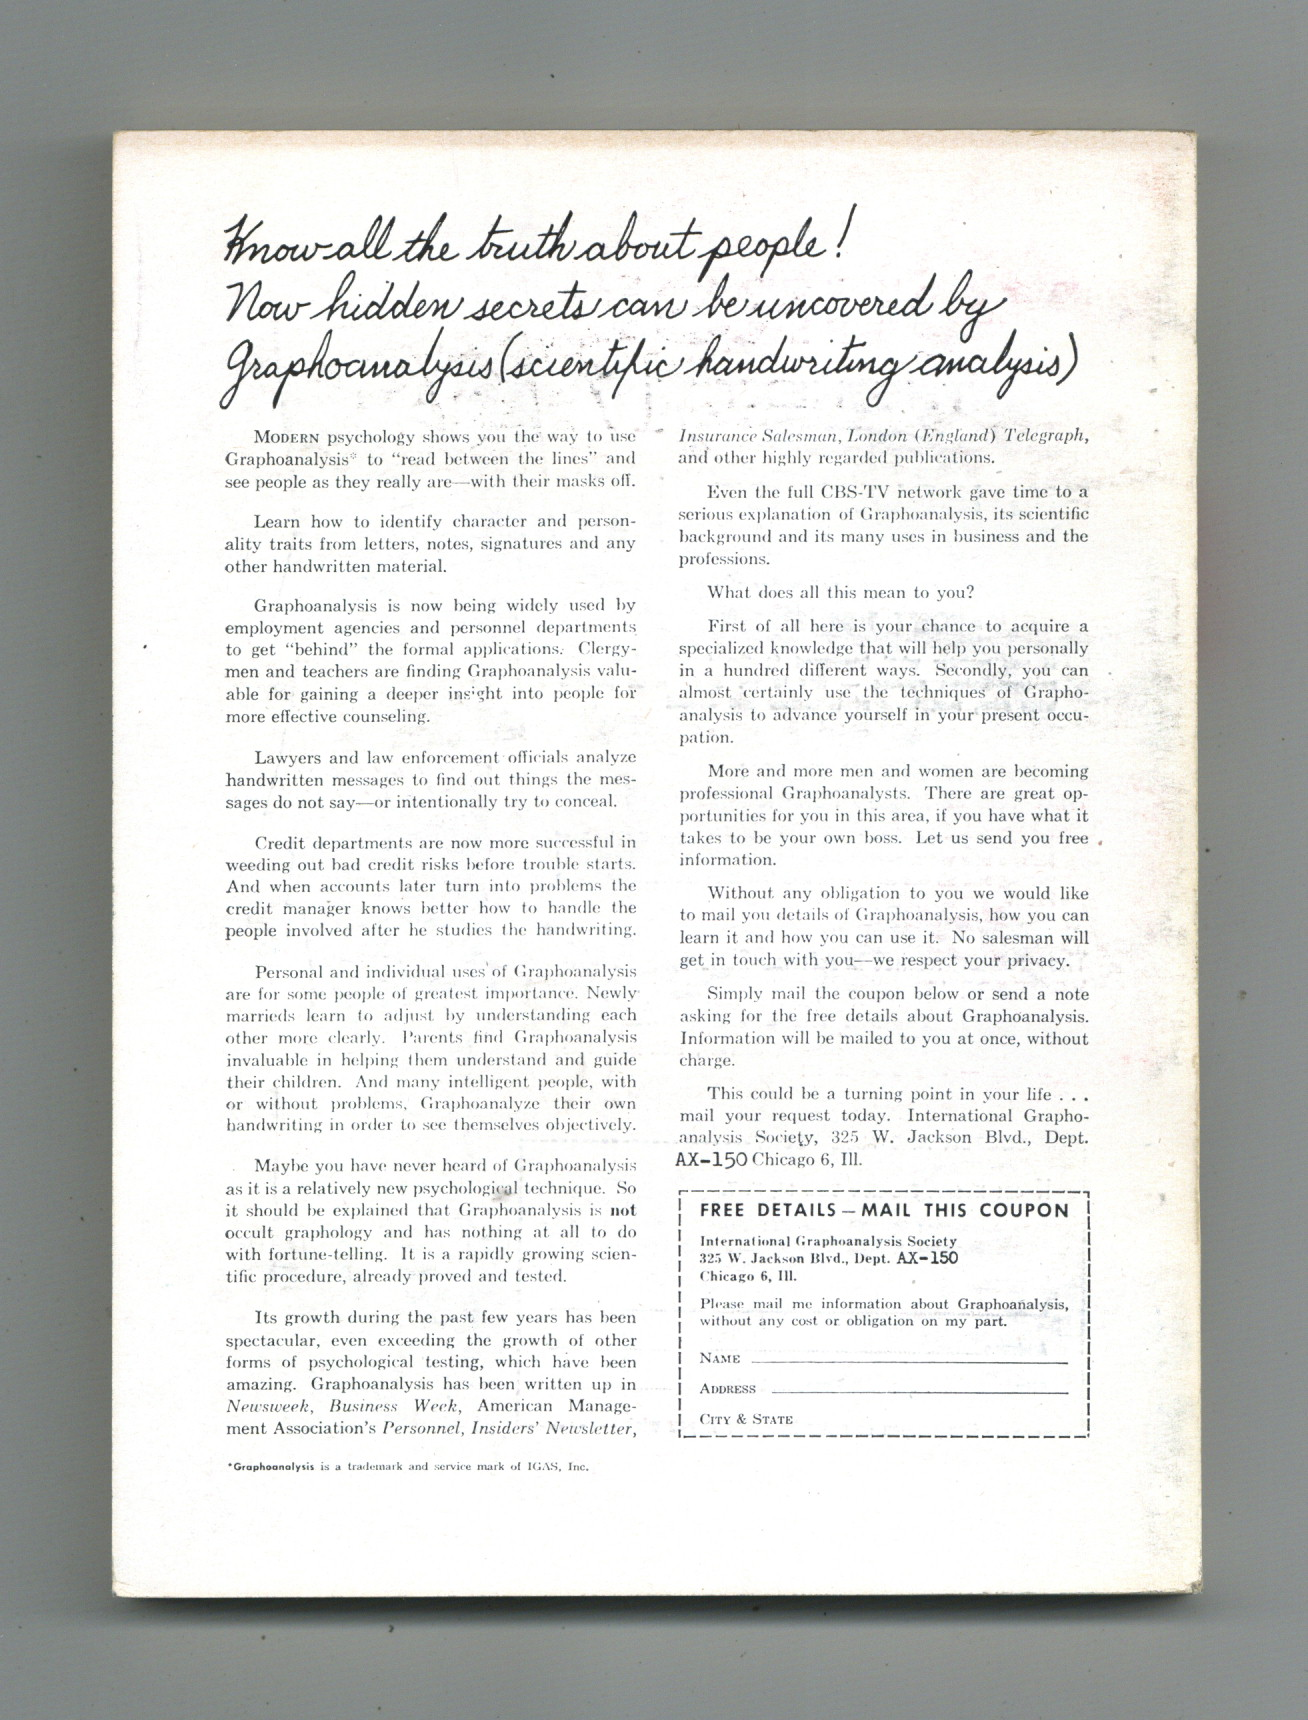 Know all the truth about people!
Now hidden secrets can be uncovered by
Graphoanalysis (scientific handwriting analysis)
MODERN psychology shows you the way to use
Graphoanalysis* to “read between the lines” and
see people as they really are—with their masks off.
Learn how to identify character and person-
ality traits from letters, notes, signatures and any
other handwritten material.
Graphoanalysis is now being widely used by
employment agencies and personnel departments
to get “behind” the formal applications. Clergy-
men and teachers are finding Graphoanalysis valu-
able for gaining a deeper insight into people for
more effective counseling.
Lawyers and law enforcement officials analyze
handwritten messages to find out things the mes-
sages do not say—or intentionally try to conceal.
Credit departments are now more successful in
weeding out bad credit risks before trouble starts.
And when accounts later turn into problems the
credit manager knows better how to handle the
people involved after he studies the handwriting.
Personal and individual uses of Graphoanalysis
are for some people of greatest importance. Newly
marrieds learn to adjust by understanding each
other more clearly. Parents find Graphoanalysis
invaluable in helping them understand and guide
their children. And many intelligent people, with
or without problems, Graphoanalyze their own
handwriting in order to see themselves objectively.
Maybe you have never heard of Graphoanalysis
as it is a relatively new psychological technique. So
it should be explained that Graphoanalysis is not
occult graphology and has nothing at all to do
with fortune-telling. It is a rapidly growing scien-
tific procedure, already proved and tested.
Its growth during the past few years has been
spectacular, even exceeding the growth of other
forms of psychological testing, which have been
amazing. Graphoanalysis has been written up in
Newsweek, Business Week, American Manage-
ment Association’s Personnel, Insiders’ Newsletter,
*Graphoanalysis is a trademark and service mark of IGAS, Inc.
Insurance Salesman, London (England) Telegraph,
and other highly regarded publications.
Even the full CBS-TV network gave time to a
serious explanation of Graphoanalysis, its scientific
background and its many uses in business and the
professions.
What does all this mean to you?
First of all here is your chance to acquire a
specialized knowledge that will help you personally
in a hundred different ways. Secondly, you can
almost certainly use the techniques of Grapho-
analysis to advance yourself in your present occu-
pation.
More and more men and women are becoming
professional Graphoanalysts. There are great op-
portunities for you in this area, if you have what it
takes to be your own boss. Let us send you free
information.
Without any obligation to you we would like
to mail you details of Graphoanalysis, how you can
learn it and how you can use it. No salesman will
get in touch with you—we respect your privacy.
Simply mail the coupon below or send a note
asking for the free details about Graphoanalysis.
Information will be mailed to you at once, without
charge.
This could be a turning point in your life . . .
mail your request today. International Grapho-
analysis Society, 325 W. Jackson Blvd., Dept.
AX-150 Chicago 6, Ill.
FREE DETAILS — MAIL THIS COUPON
International Graphoanalysis Society
325 W. Jackson Blvd., Dept. AX-150
Chicago 6, Ill.
Please mail me information about Graphoanalysis,
without any cost or obligation on my part.
NAME
ADDRESS
CITY & STATE